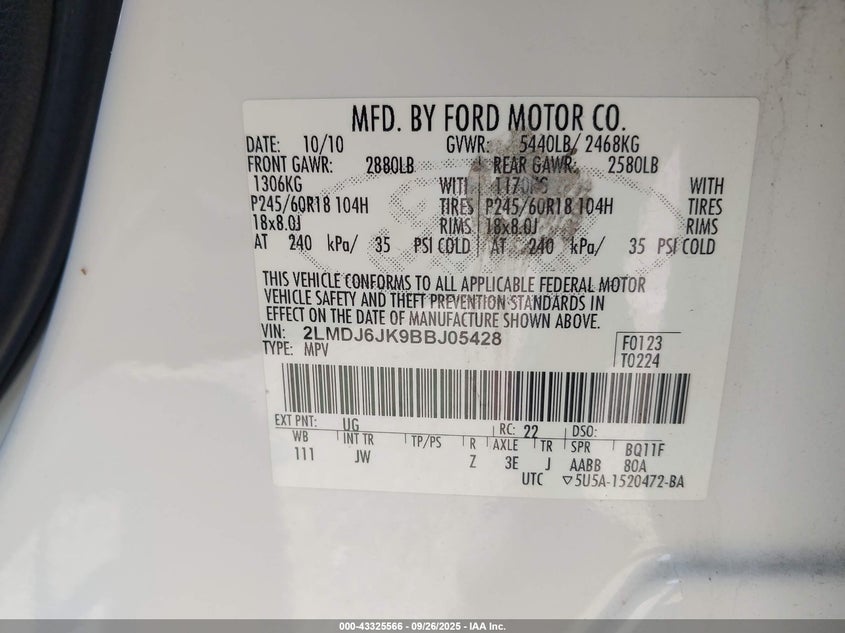 MFD. BY FORD MOTOR CO.
DATE: 10/10 GVWR: 5440LB/ 2468KG
FRONT GAWR: 2880LB REAR GAWR: 2580LB
1306KG WITH 1170KG WITH
P245/60R18 104H TIRES P245/60R18 104H TIRES
18x8.0J RIMS 18x8.0J RIMS
AT 240 kPa/ 35 PSI COLD AT 240 kPa/ 35 PSI COLD
THIS VEHICLE CONFORMS TO ALL APPLICABLE FEDERAL MOTOR
VEHICLE SAFETY AND THEFT PREVENTION STANDARDS IN
EFFECT ON THE DATE OF MANUFACTURE SHOWN ABOVE.
VIN: 2LMDJ6JK9BBJ05428 F0123
TYPE: MPV T0224
EXT PNT: UG RC: 22 DSO:
WB INT TR TP/PS R AXLE TR SPR BQ11F
111 JW Z 3E J AABB 80A
UTC ▽5U5A-1520472-BA
000-43325566 - 09/26/2025 - IAA Inc.